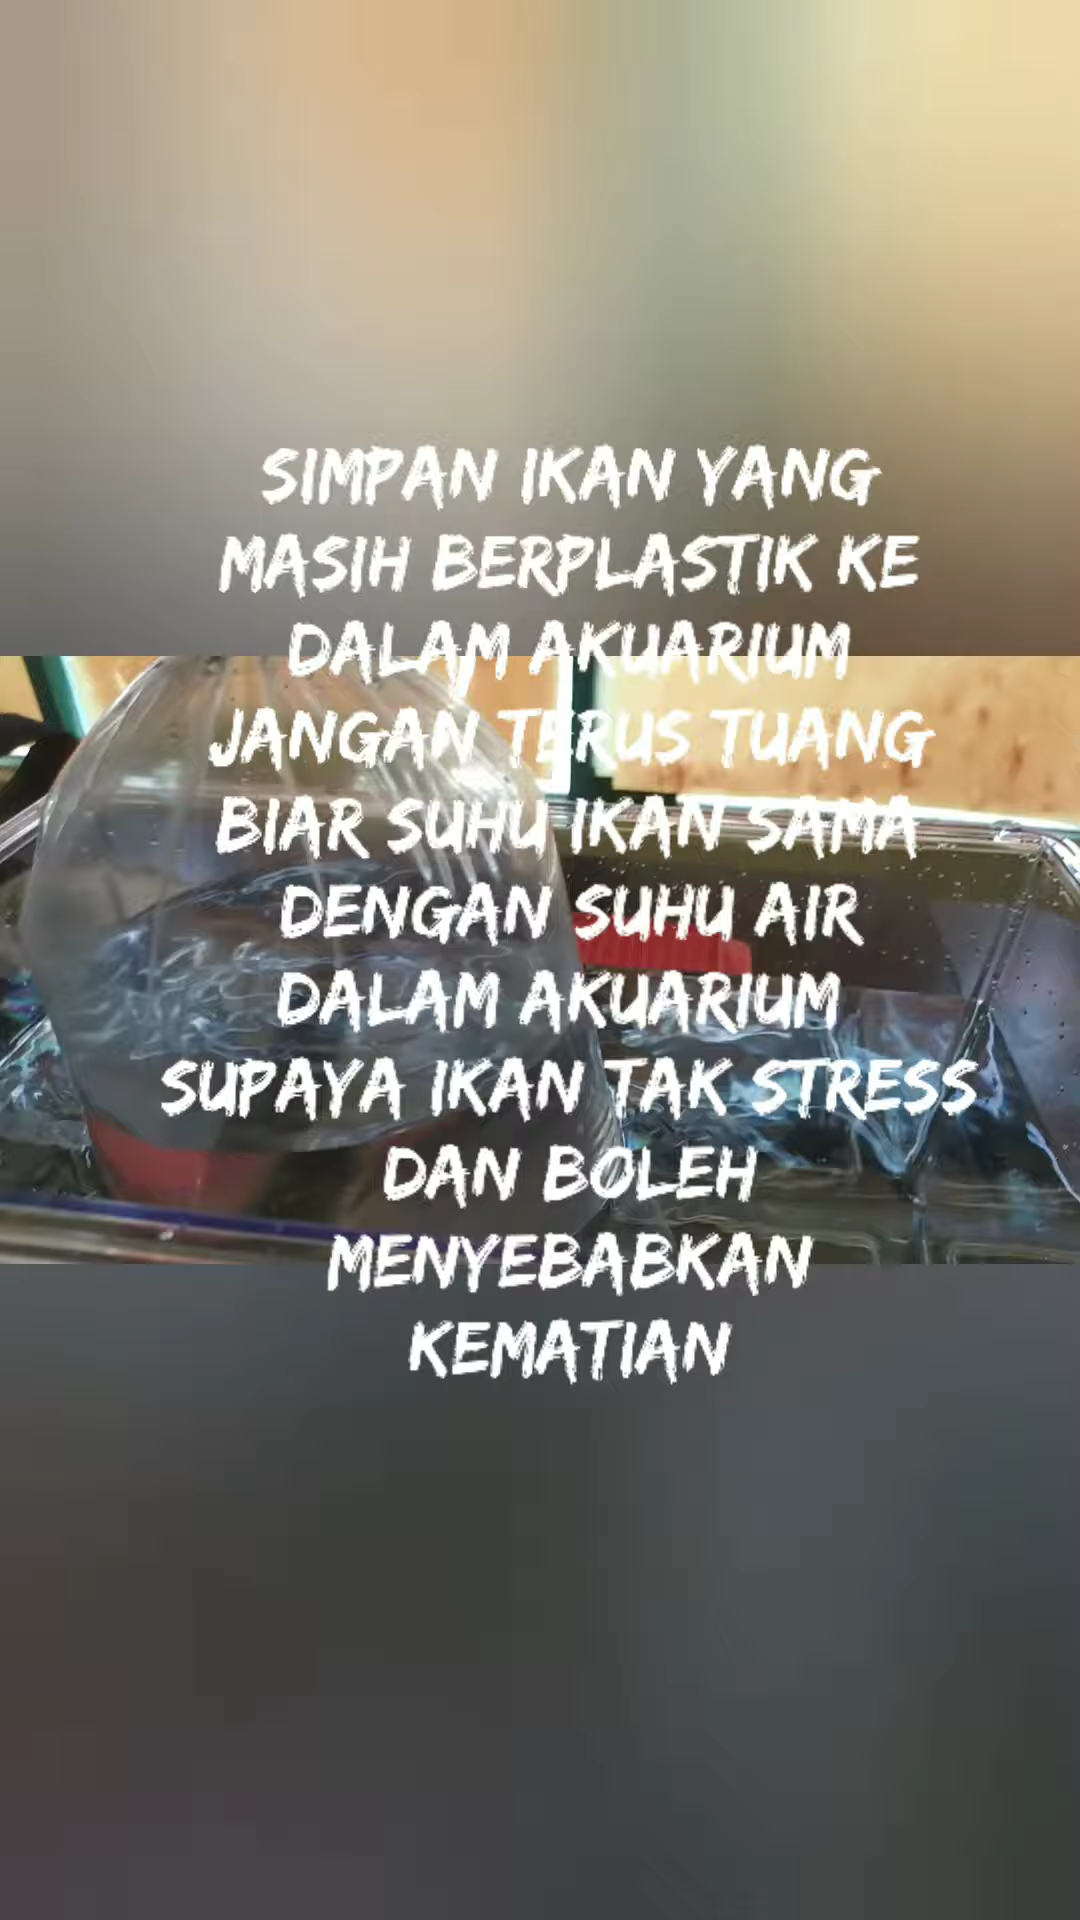 SIMPAN IKAN YANG
MASIH BERPLASTIK KE
DALAM AKUARIUM
JANGAN TERUS TUANG
BIAR SUHU IKAN SAMA
DENGAN SUHU AIR
DALAM AKUARIUM
SUPAYA IKAN TAK STRESS
DAN BOLEH
MENYEBABKAN
KEMATIAN